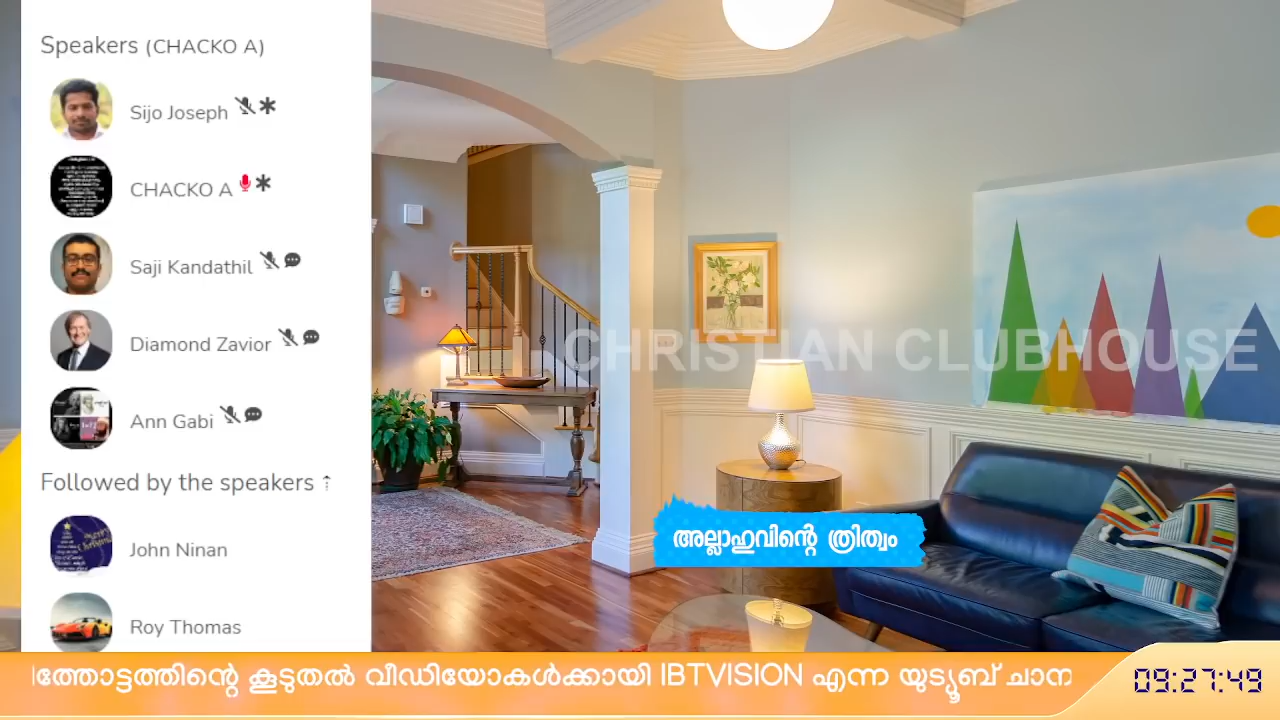 Speakers (CHACKO A)
Sijo Joseph
CHACKO A
Saji Kandathil
Diamond Zavior
Ann Gabi
Followed by the speakers ⇡
John Ninan
Roy Thomas
CHRISTIAN CLUBHOUSE
അല്ലാഹുവിന്റെ ത്രിത്വം
ത്തോട്ടത്തിന്റെ കൂടുതൽ വീഡിയോകൾക്കായി IBTVISION എന്ന യുട്യൂബ് ചാന
09:27:49